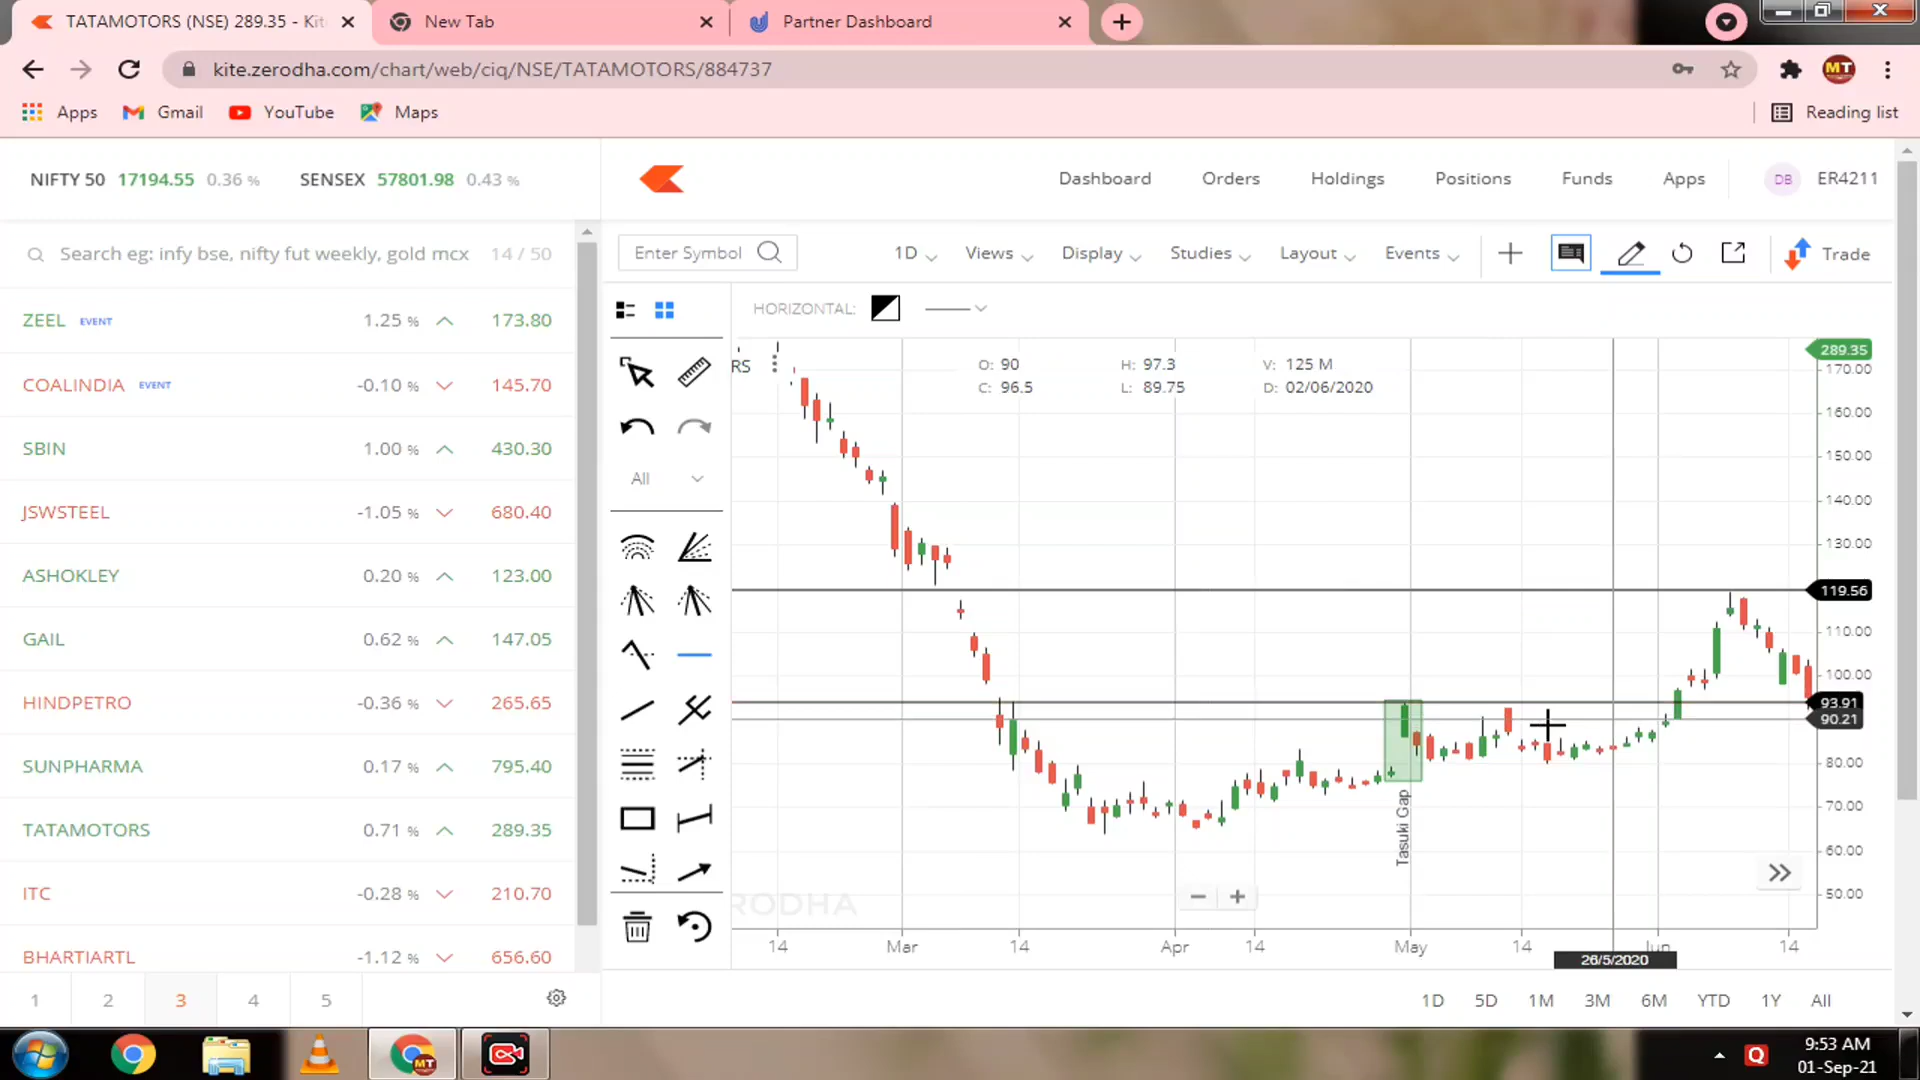 TATAMOTORS (NSE) 289.35 - Kit
New Tab
Partner Dashboard
kite.zerodha.com/chart/web/ciq/NSE/TATAMOTORS/884737
MT
Apps
Gmail
YouTube
Maps
Reading list
NIFTY 50 17194.55 0.36 %
SENSEX 57801.98 0.43 %
Dashboard
Orders
Holdings
Positions
Funds
Apps
DB
ER4211
Search eg: infy bse, nifty fut weekly, gold mcx 14 / 50
Enter Symbol
1D
Views
Display
Studies
Layout
Events
Trade
ZEEL EVENT 1.25 % 173.80
COALINDIA EVENT -0.10 % 145.70
SBIN 1.00 % 430.30
JSWSTEEL -1.05 % 680.40
ASHOKLEY 0.20 % 123.00
GAIL 0.62 % 147.05
HINDPETRO -0.36 % 265.65
SUNPHARMA 0.17 % 795.40
TATAMOTORS 0.71 % 289.35
ITC -0.28 % 210.70
BHARTIARTL -1.12 % 656.60
1 2 3 4 5
HORIZONTAL:
All
RS
O: 90 H: 97.3 V: 125 M
C: 96.5 L: 89.75 D: 02/06/2020
289.35
170.00
160.00
150.00
140.00
130.00
119.56
110.00
100.00
93.91
90.21
80.00
70.00
60.00
50.00
Tasuki Gap
RODHA
14 Mar 14 Apr 14 May 14 Jun 14
26/5/2020
1D 5D 1M 3M 6M YTD 1Y All
MT
Q
9:53 AM
01-Sep-21